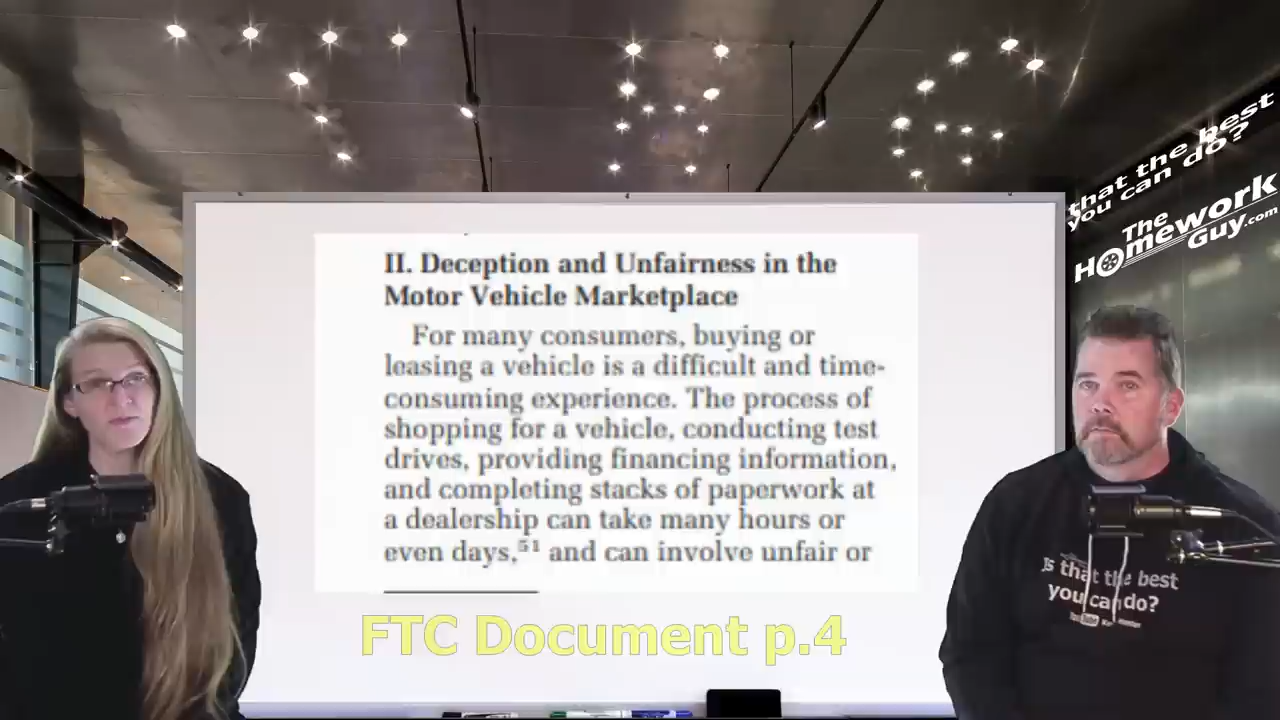 that the best
you can do?
The
Homework
Guy.com
II. Deception and Unfairness in the
Motor Vehicle Marketplace
For many consumers, buying or
leasing a vehicle is a difficult and time-
consuming experience. The process of
shopping for a vehicle, conducting test
drives, providing financing information,
and completing stacks of paperwork at
a dealership can take many hours or
even days,51 and can involve unfair or
FTC Document p.4
Is that the best
you can do?